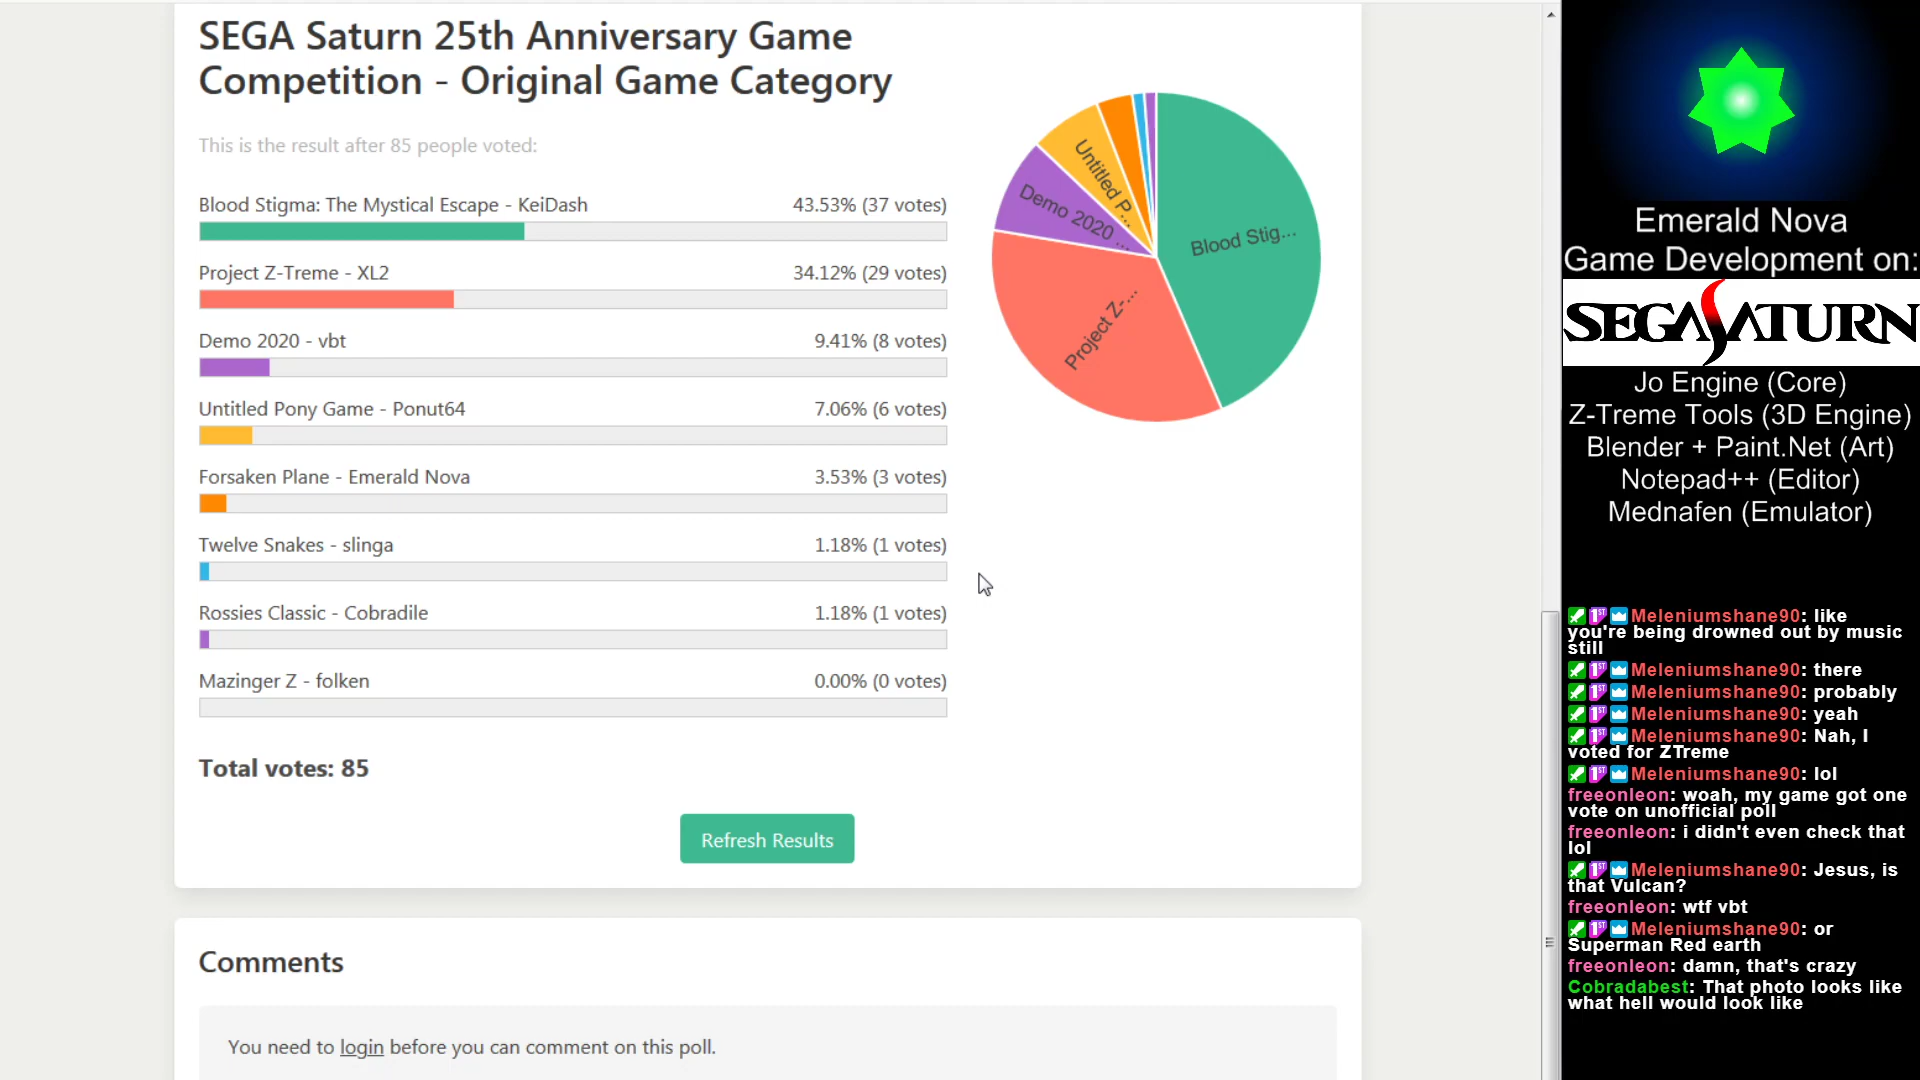 SEGA Saturn 25th Anniversary Game
Competition - Original Game Category
This is the result after 85 people voted:
Blood Stigma: The Mystical Escape - KeiDash 43.53% (37 votes)
Project Z-Treme - XL2 34.12% (29 votes)
Demo 2020 - vbt 9.41% (8 votes)
Untitled Pony Game - Ponut64 7.06% (6 votes)
Forsaken Plane - Emerald Nova 3.53% (3 votes)
Twelve Snakes - slinga 1.18% (1 votes)
Rossies Classic - Cobradile 1.18% (1 votes)
Mazinger Z - folken 0.00% (0 votes)
Total votes: 85
Refresh Results
Blood Stig...
Project Z-...
Demo 2020 ...
Untitled P...
Comments
You need to login before you can comment on this poll.
Emerald Nova
Game Development on:
SEGA SATURN
Jo Engine (Core)
Z-Treme Tools (3D Engine)
Blender + Paint.Net (Art)
Notepad++ (Editor)
Mednafen (Emulator)
1ST Meleniumshane90: like
you're being drowned out by music
still
1ST Meleniumshane90: there
1ST Meleniumshane90: probably
1ST Meleniumshane90: yeah
1ST Meleniumshane90: Nah, I
voted for ZTreme
1ST Meleniumshane90: lol
freeonleon: woah, my game got one
vote on unofficial poll
freeonleon: i didn't even check that
lol
1ST Meleniumshane90: Jesus, is
that Vulcan?
freeonleon: wtf vbt
1ST Meleniumshane90: or
Superman Red earth
freeonleon: damn, that's crazy
Cobradabest: That photo looks like
what hell would look like